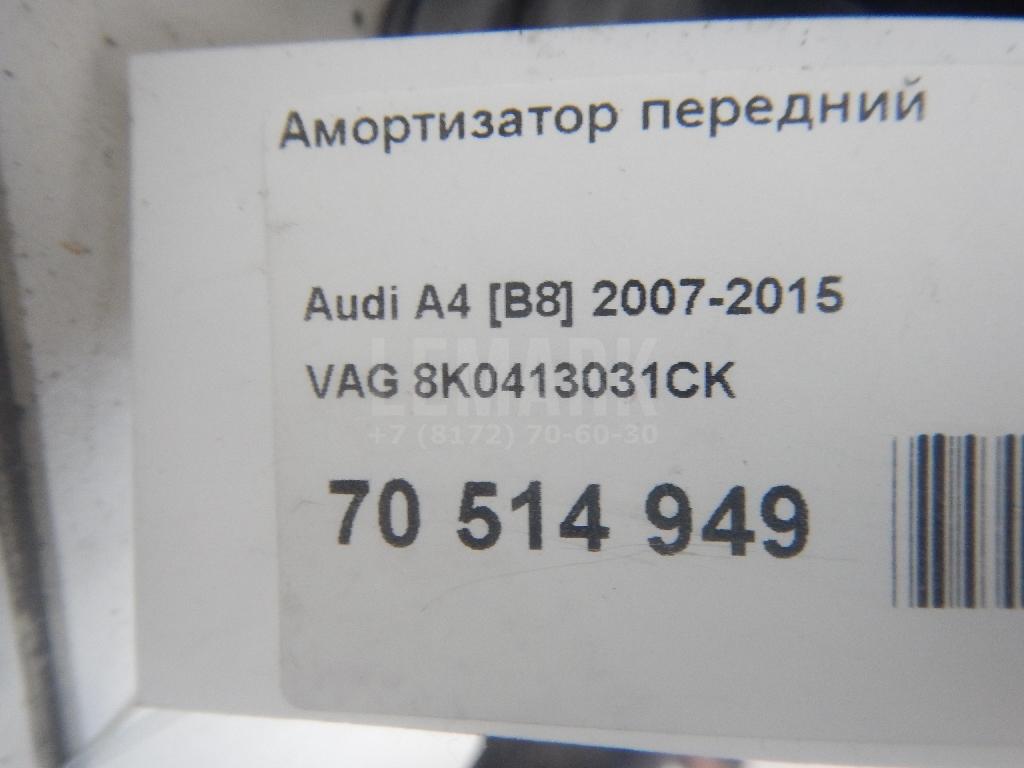 Амортизатор передний
Audi A4 [B8] 2007-2015
LEMARK
VAG 8K0413031CK
+7 (8172) 70-60-30
70 514 949